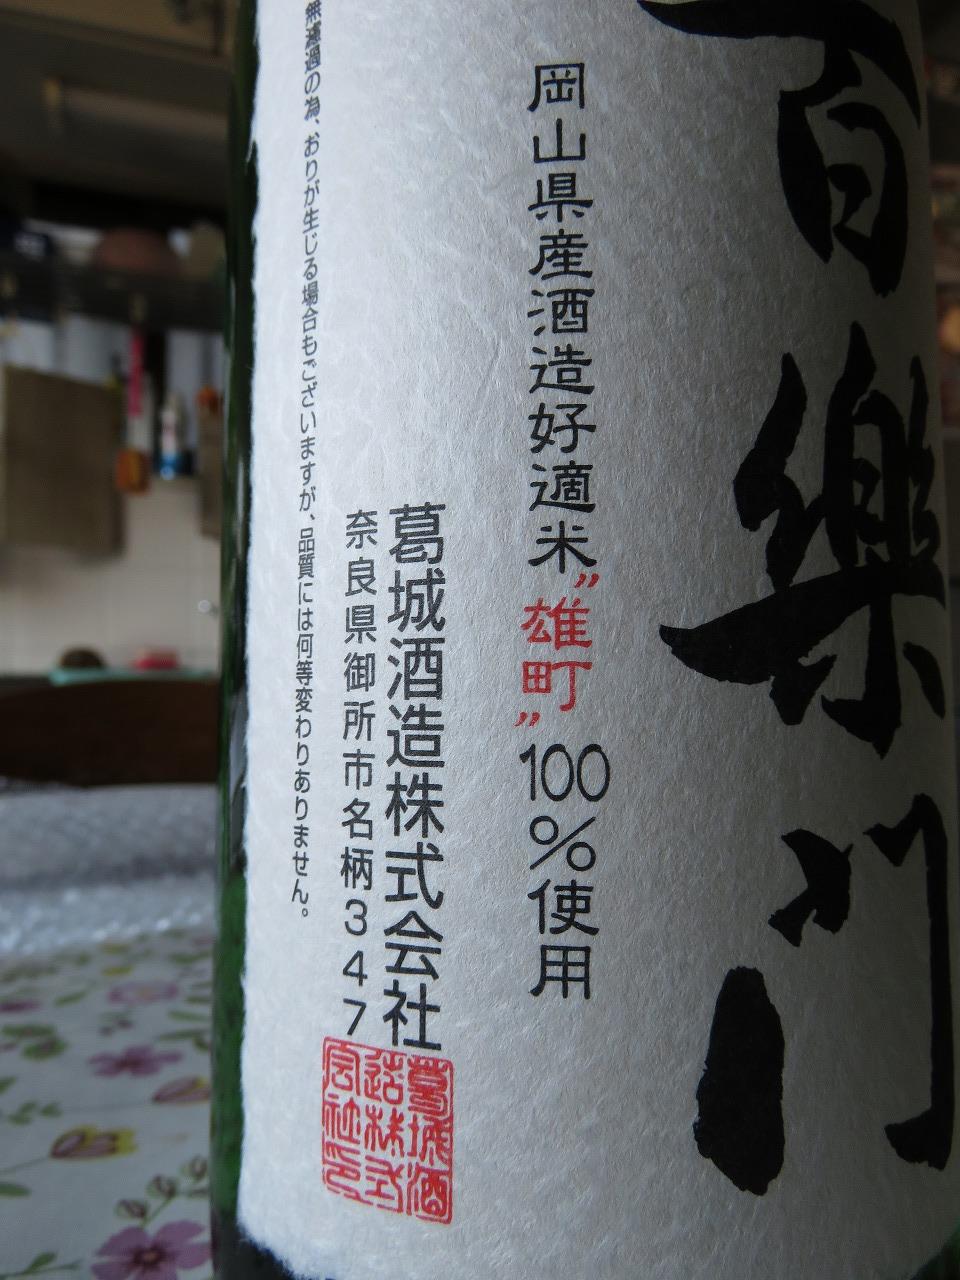 百樂門
岡山県産酒造好適米"雄町"100%使用
葛城酒造株式会社
奈良県御所市名柄347
無濾過の為、おりが生じる場合もございますが、品質には何等変わりありません。
葛城酒
造株式
会社印